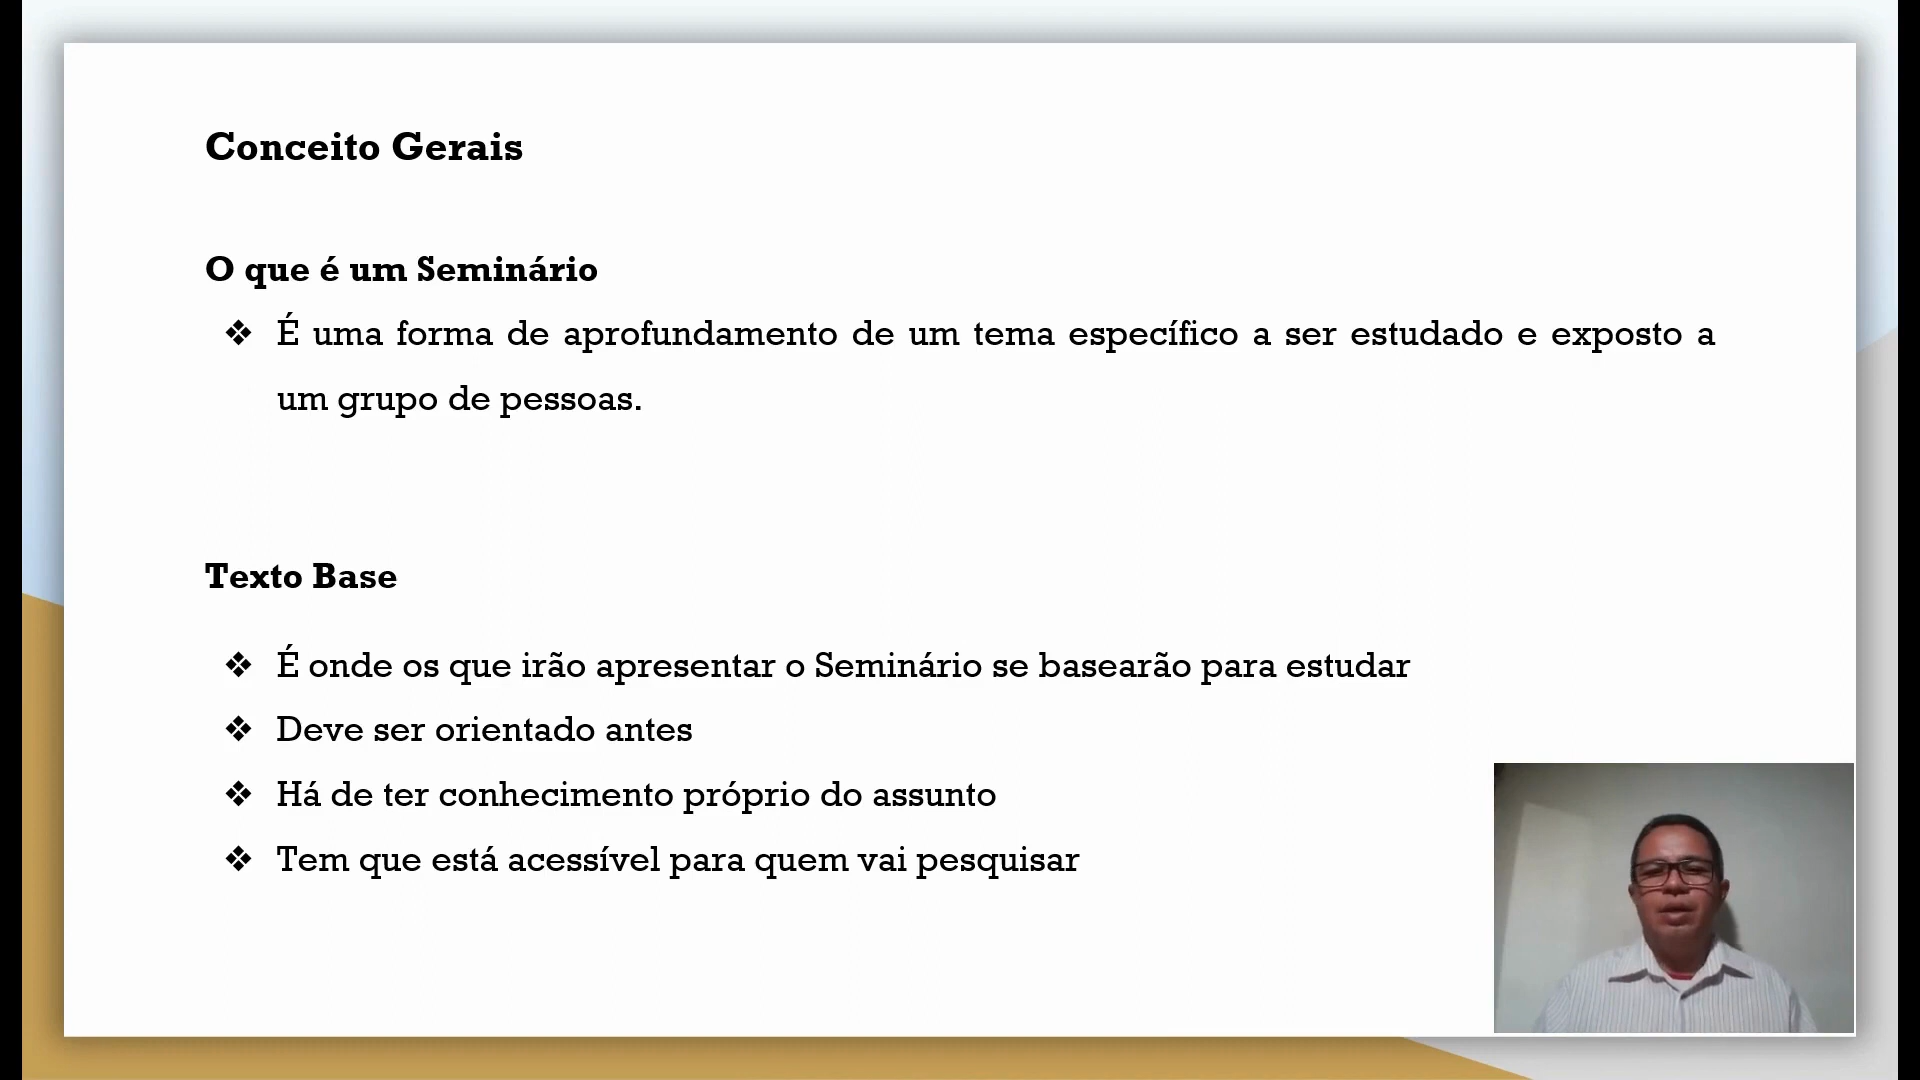 Conceito Gerais
O que é um Seminário
❖ É uma forma de aprofundamento de um tema específico a ser estudado e exposto a
um grupo de pessoas.
Texto Base
❖ É onde os que irão apresentar o Seminário se basearão para estudar
❖ Deve ser orientado antes
❖ Há de ter conhecimento próprio do assunto
❖ Tem que está acessível para quem vai pesquisar